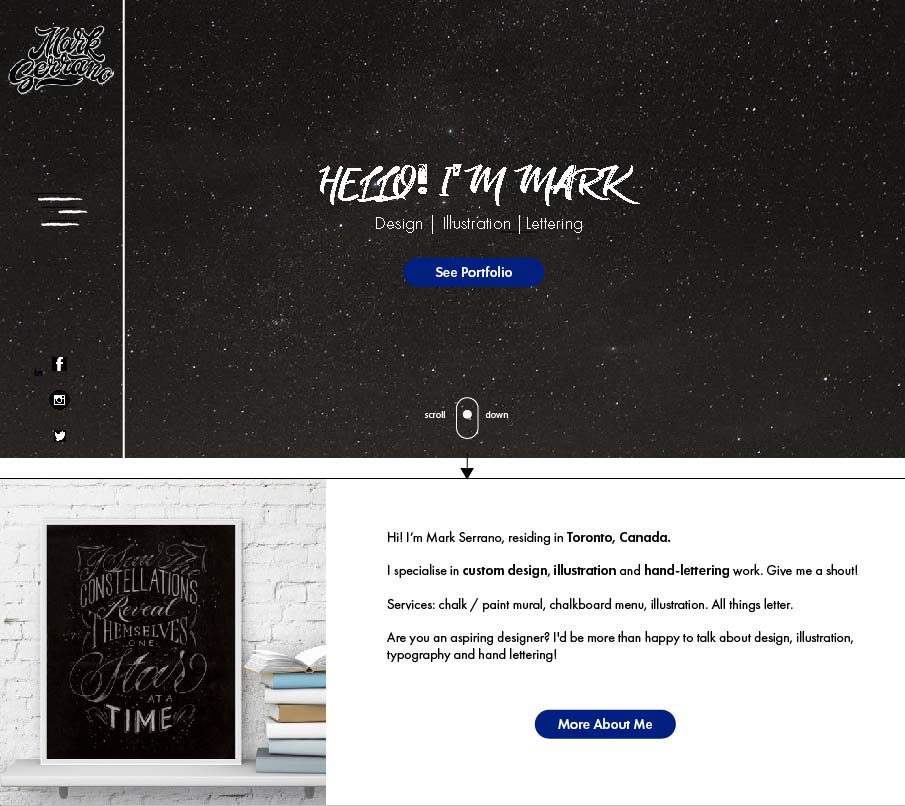 Mark
Serrano
HELLO! I'M MARK
Design | Illustration | Lettering
See Portfolio
in
f
scroll down
Hi! I'm Mark Serrano, residing in Toronto, Canada.
I specialise in custom design, illustration and hand-lettering work. Give me a shout!
Services: chalk / paint mural, chalkboard menu, illustration. All things letter.
Are you an aspiring designer? I'd be more than happy to talk about design, illustration,
typography and hand lettering!
More About Me
CONSTELLATIONS
Reveal
THEMSELVES
ONE
Star
AT A
TIME